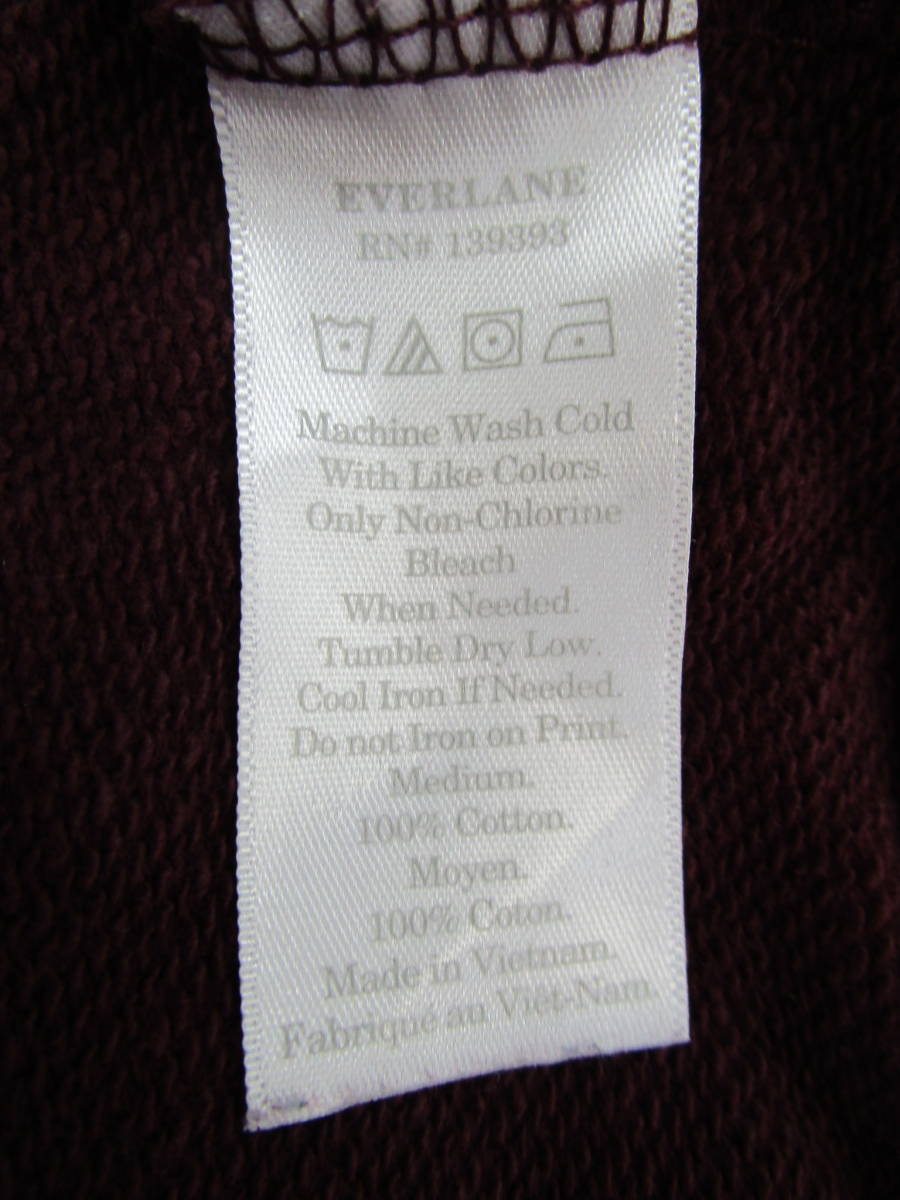 EVERLANE
RN# 139393
Machine Wash Cold
With Like Colors.
Only Non-Chlorine
Bleach
When Needed.
Tumble Dry Low.
Cool Iron If Needed.
Do not Iron on Print.
Medium.
100% Cotton.
Moyen.
100% Coton.
Made in Vietnam.
Fabriqué au Viêt-Nam.